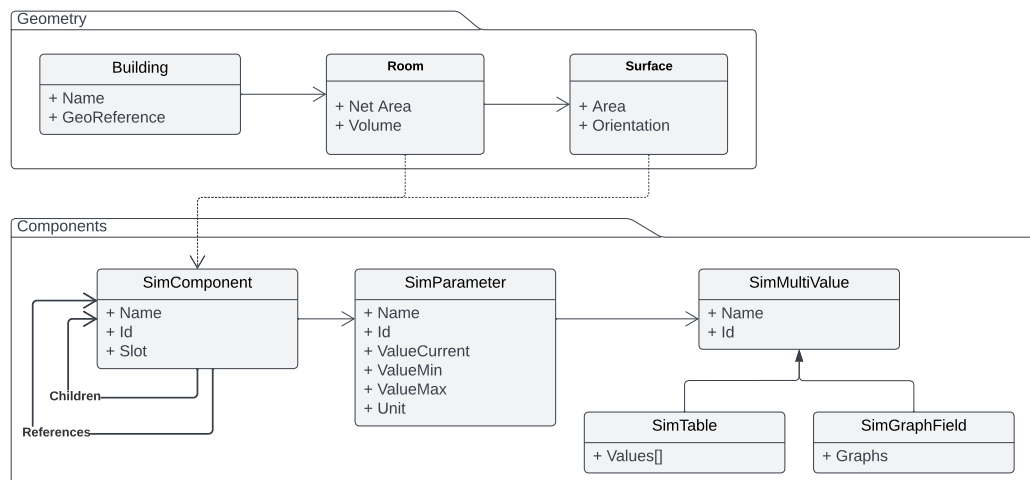 Geometry
Building
+ Name
+ GeoReference
Room
+ Net Area
+ Volume
Surface
+ Area
+ Orientation
Components
SimComponent
+ Name
+ Id
+ Slot
Children
References
SimParameter
+ Name
+ Id
+ ValueCurrent
+ ValueMin
+ ValueMax
+ Unit
SimMultiValue
+ Name
+ Id
SimTable
+ Values[]
SimGraphField
+ Graphs